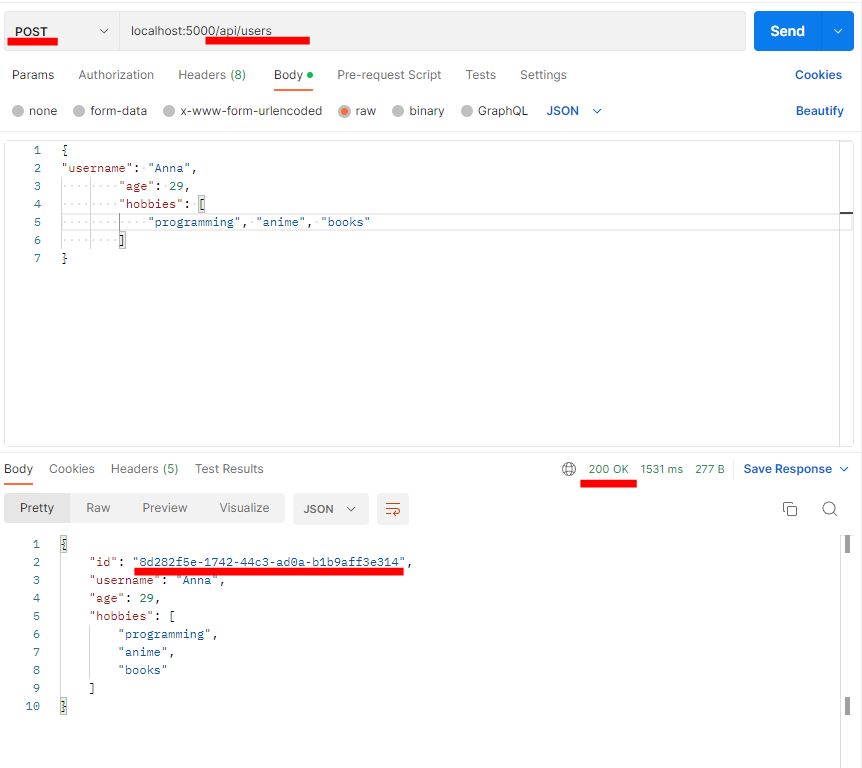 POST localhost:5000/api/users Send
Params Authorization Headers (8) Body Pre-request Script Tests Settings Cookies
none form-data x-www-form-urlencoded raw binary GraphQL JSON Beautify
1 {
2 "username": "Anna",
3 "age": 29,
4 "hobbies": [
5 "programming", "anime", "books"
6 ]
7 }
Body Cookies Headers (5) Test Results 200 OK 1531 ms 277 B Save Response
Pretty Raw Preview Visualize JSON
1 {
2 "id": "8d282f5e-1742-44c3-ad0a-b1b9aff3e314",
3 "username": "Anna",
4 "age": 29,
5 "hobbies": [
6 "programming",
7 "anime",
8 "books"
9 ]
10 }